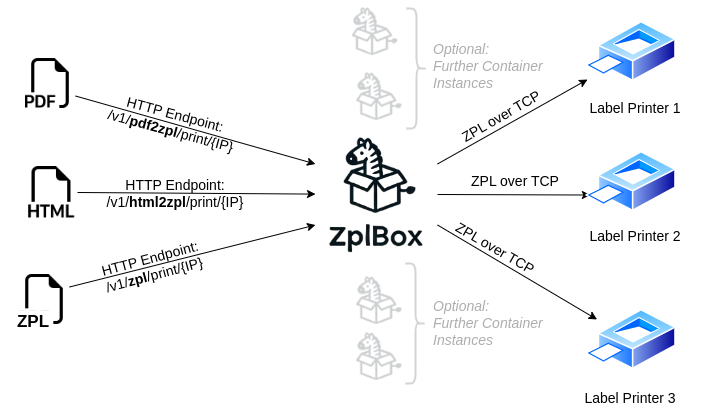 Optional:
Further Container
Instances
PDF
HTTP Endpoint:
/v1/pdf2zpl/print/{IP}
ZPL over TCP
Label Printer 1
HTML
HTTP Endpoint:
/v1/html2zpl/print/{IP}
ZplBox
ZPL over TCP
Label Printer 2
ZPL
HTTP Endpoint:
/v1/zpl/print/{IP}
ZPL over TCP
Optional:
Further Container
Instances
Label Printer 3